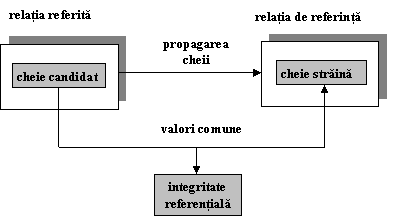 relația referită
relația de referință
propagarea
cheii
cheie candidat
cheie străină
valori comune
integritate
referențială